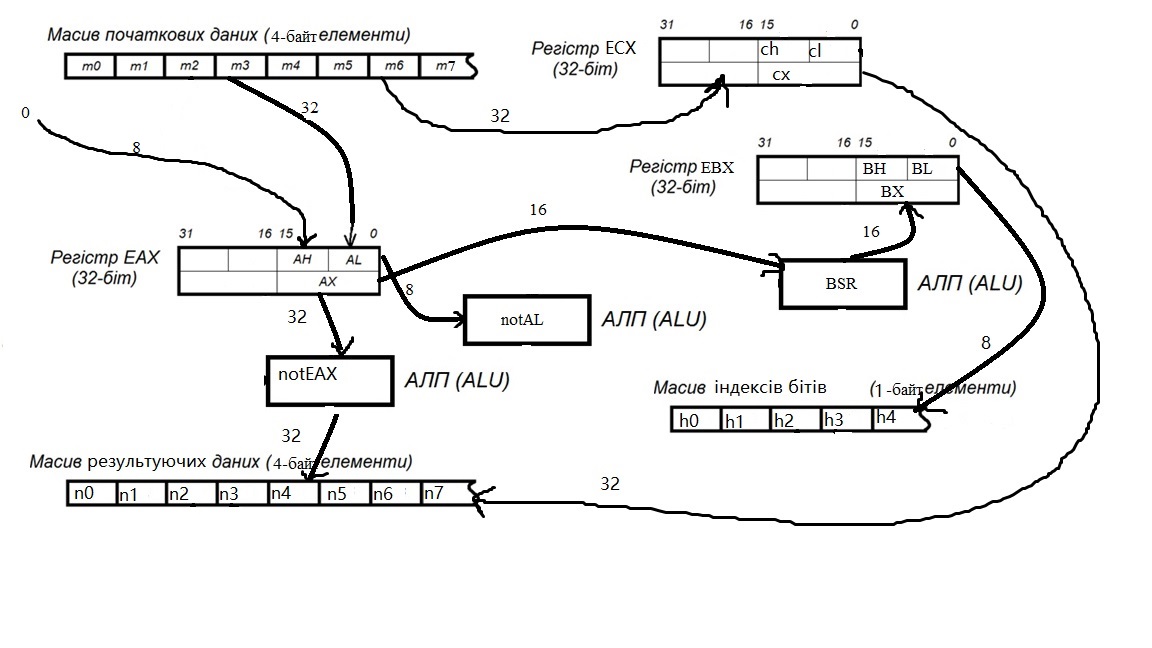 Масив початкових даних (4-байт елементи)
m0 m1 m2 m3 m4 m5 m6 m7
31 16 15 0
Регістр ECX
(32-біт)
ch cl
cx
0
8
32
32
31 16 15 0
Регістр EBX
(32-біт)
BH BL
BX
16
16
31 16 15 0
Регістр EAX
(32-біт)
AH AL
AX
8
notAL
АЛП (ALU)
BSR
АЛП (ALU)
32
notEAX
АЛП (ALU)
8
Масив індексів бітів (1-байт елементи)
h0 h1 h2 h3 h4
32
Масив результуючих даних (4-байт елементи)
n0 n1 n2 n3 n4 n5 n6 n7
32